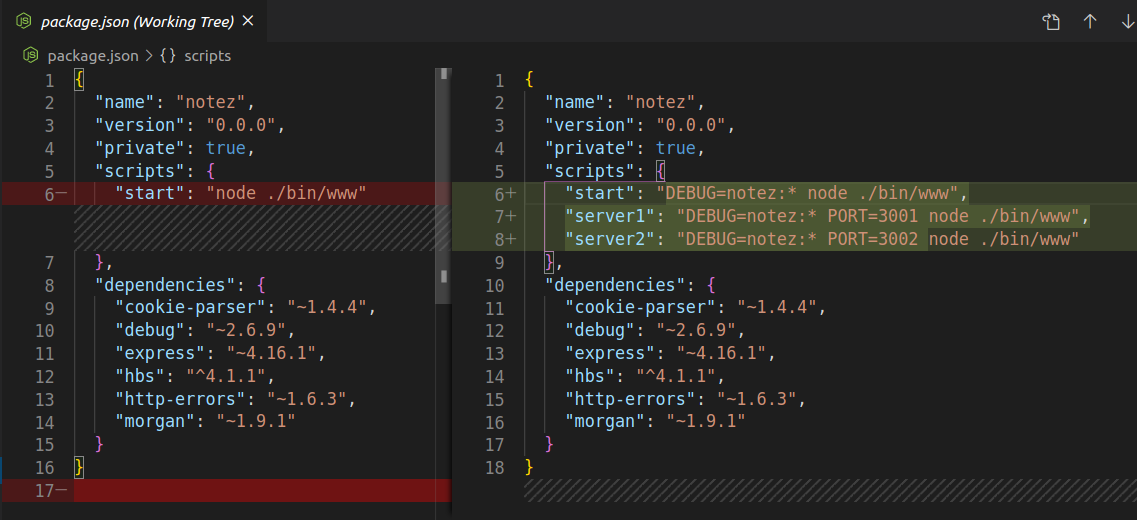 package.json (Working Tree)
package.json > {} scripts
1 {
2 "name": "notez",
3 "version": "0.0.0",
4 "private": true,
5 "scripts": {
6− "start": "node ./bin/www"
7 },
8 "dependencies": {
9 "cookie-parser": "~1.4.4",
10 "debug": "~2.6.9",
11 "express": "~4.16.1",
12 "hbs": "^4.1.1",
13 "http-errors": "~1.6.3",
14 "morgan": "~1.9.1"
15 }
16 }
17−
1 {
2 "name": "notez",
3 "version": "0.0.0",
4 "private": true,
5 "scripts": {
6+ "start": "DEBUG=notez:* node ./bin/www",
7+ "server1": "DEBUG=notez:* PORT=3001 node ./bin/www",
8+ "server2": "DEBUG=notez:* PORT=3002 node ./bin/www"
9 },
10 "dependencies": {
11 "cookie-parser": "~1.4.4",
12 "debug": "~2.6.9",
13 "express": "~4.16.1",
14 "hbs": "^4.1.1",
15 "http-errors": "~1.6.3",
16 "morgan": "~1.9.1"
17 }
18 }